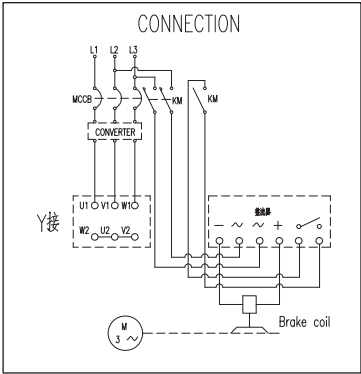 CONNECTION
L1 L2 L3
MCCB KM KM
CONVERTER
U1 V1 W1
Y接
W2 U2 V2
整流器
— ~ ~ +
Brake coil
M
3 ~